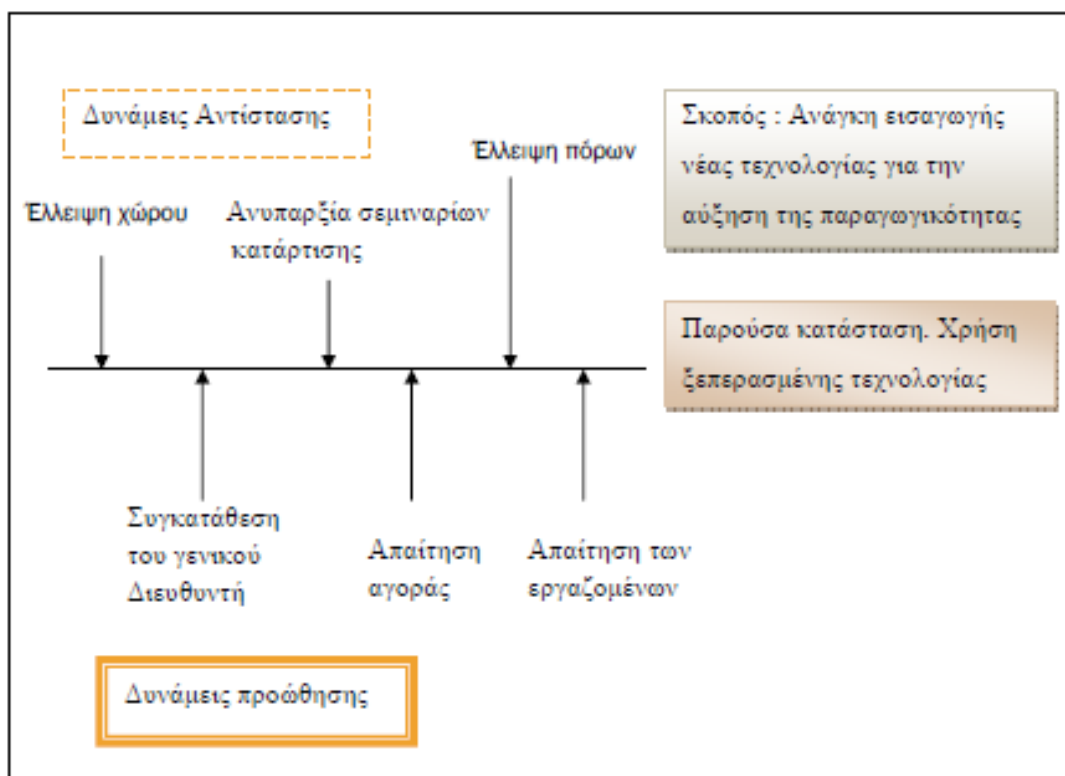 Δυνάμεις Αντίστασης
Έλλειψη πόρων
Έλλειψη χώρου
Ανυπαρξία σεμιναρίων
κατάρτισης
Σκοπός : Ανάγκη εισαγωγής
νέας τεχνολογίας για την
αύξηση της παραγωγικότητας
Παρούσα κατάσταση. Χρήση
ξεπερασμένης τεχνολογίας
Συγκατάθεση
του γενικού
Διευθυντή
Απαίτηση
αγοράς
Απαίτηση των
εργαζομένων
Δυνάμεις προώθησης